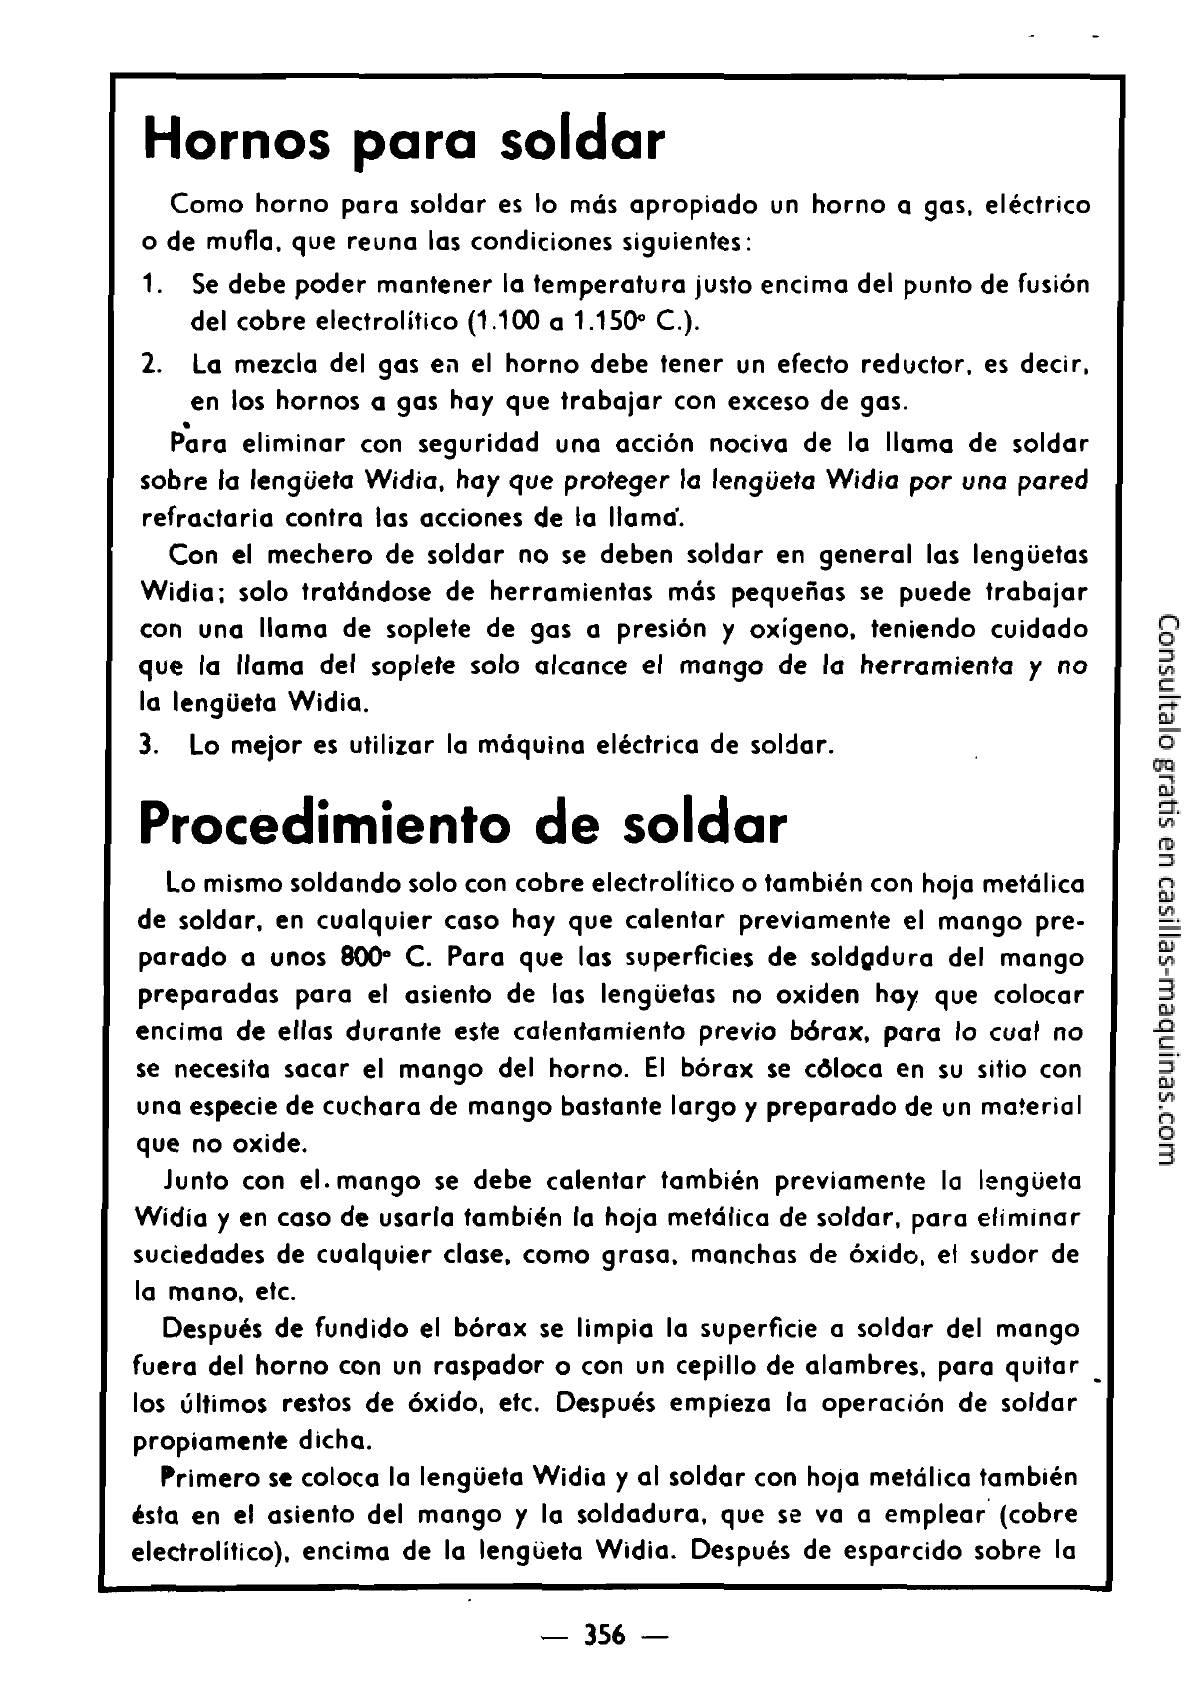 Hornos para soldar
Como horno para soldar es lo más apropiado un horno a gas, eléctrico
o de mufla, que reuna las condiciones siguientes:
1. Se debe poder mantener la temperatura justo encima del punto de fusión
del cobre electrolítico (1.100 a 1.150° C.).
2. La mezcla del gas en el horno debe tener un efecto reductor, es decir,
en los hornos a gas hay que trabajar con exceso de gas.
Para eliminar con seguridad una acción nociva de la llama de soldar
sobre la lengüeta Widia, hay que proteger la lengüeta Widia por una pared
refractaria contra las acciones de la llama.
Con el mechero de soldar no se deben soldar en general las lengüetas
Widia; solo tratándose de herramientas más pequeñas se puede trabajar
con una llama de soplete de gas a presión y oxígeno, teniendo cuidado
que la llama del soplete solo alcance el mango de la herramienta y no
la lengüeta Widia.
3. Lo mejor es utilizar la máquina eléctrica de soldar.
Procedimiento de soldar
Lo mismo soldando solo con cobre electrolítico o también con hoja metálica
de soldar, en cualquier caso hay que calentar previamente el mango pre-
parado a unos 800° C. Para que las superficies de soldadura del mango
preparadas para el asiento de las lengüetas no oxiden hay que colocar
encima de ellas durante este calentamiento previo bórax, para lo cual no
se necesita sacar el mango del horno. El bórax se coloca en su sitio con
una especie de cuchara de mango bastante largo y preparado de un material
que no oxide.
Junto con el mango se debe calentar también previamente la lengüeta
Widia y en caso de usarla también la hoja metálica de soldar, para eliminar
suciedades de cualquier clase, como grasa, manchas de óxido, el sudor de
la mano, etc.
Después de fundido el bórax se limpia la superficie a soldar del mango
fuera del horno con un raspador o con un cepillo de alambres, para quitar
los últimos restos de óxido, etc. Después empieza la operación de soldar
propiamente dicha.
Primero se coloca la lengüeta Widia y al soldar con hoja metálica también
ésta en el asiento del mango y la soldadura, que se va a emplear (cobre
electrolítico), encima de la lengüeta Widia. Después de esparcido sobre la
— 356 —
Consultalo gratis en casillas-maquinas.com